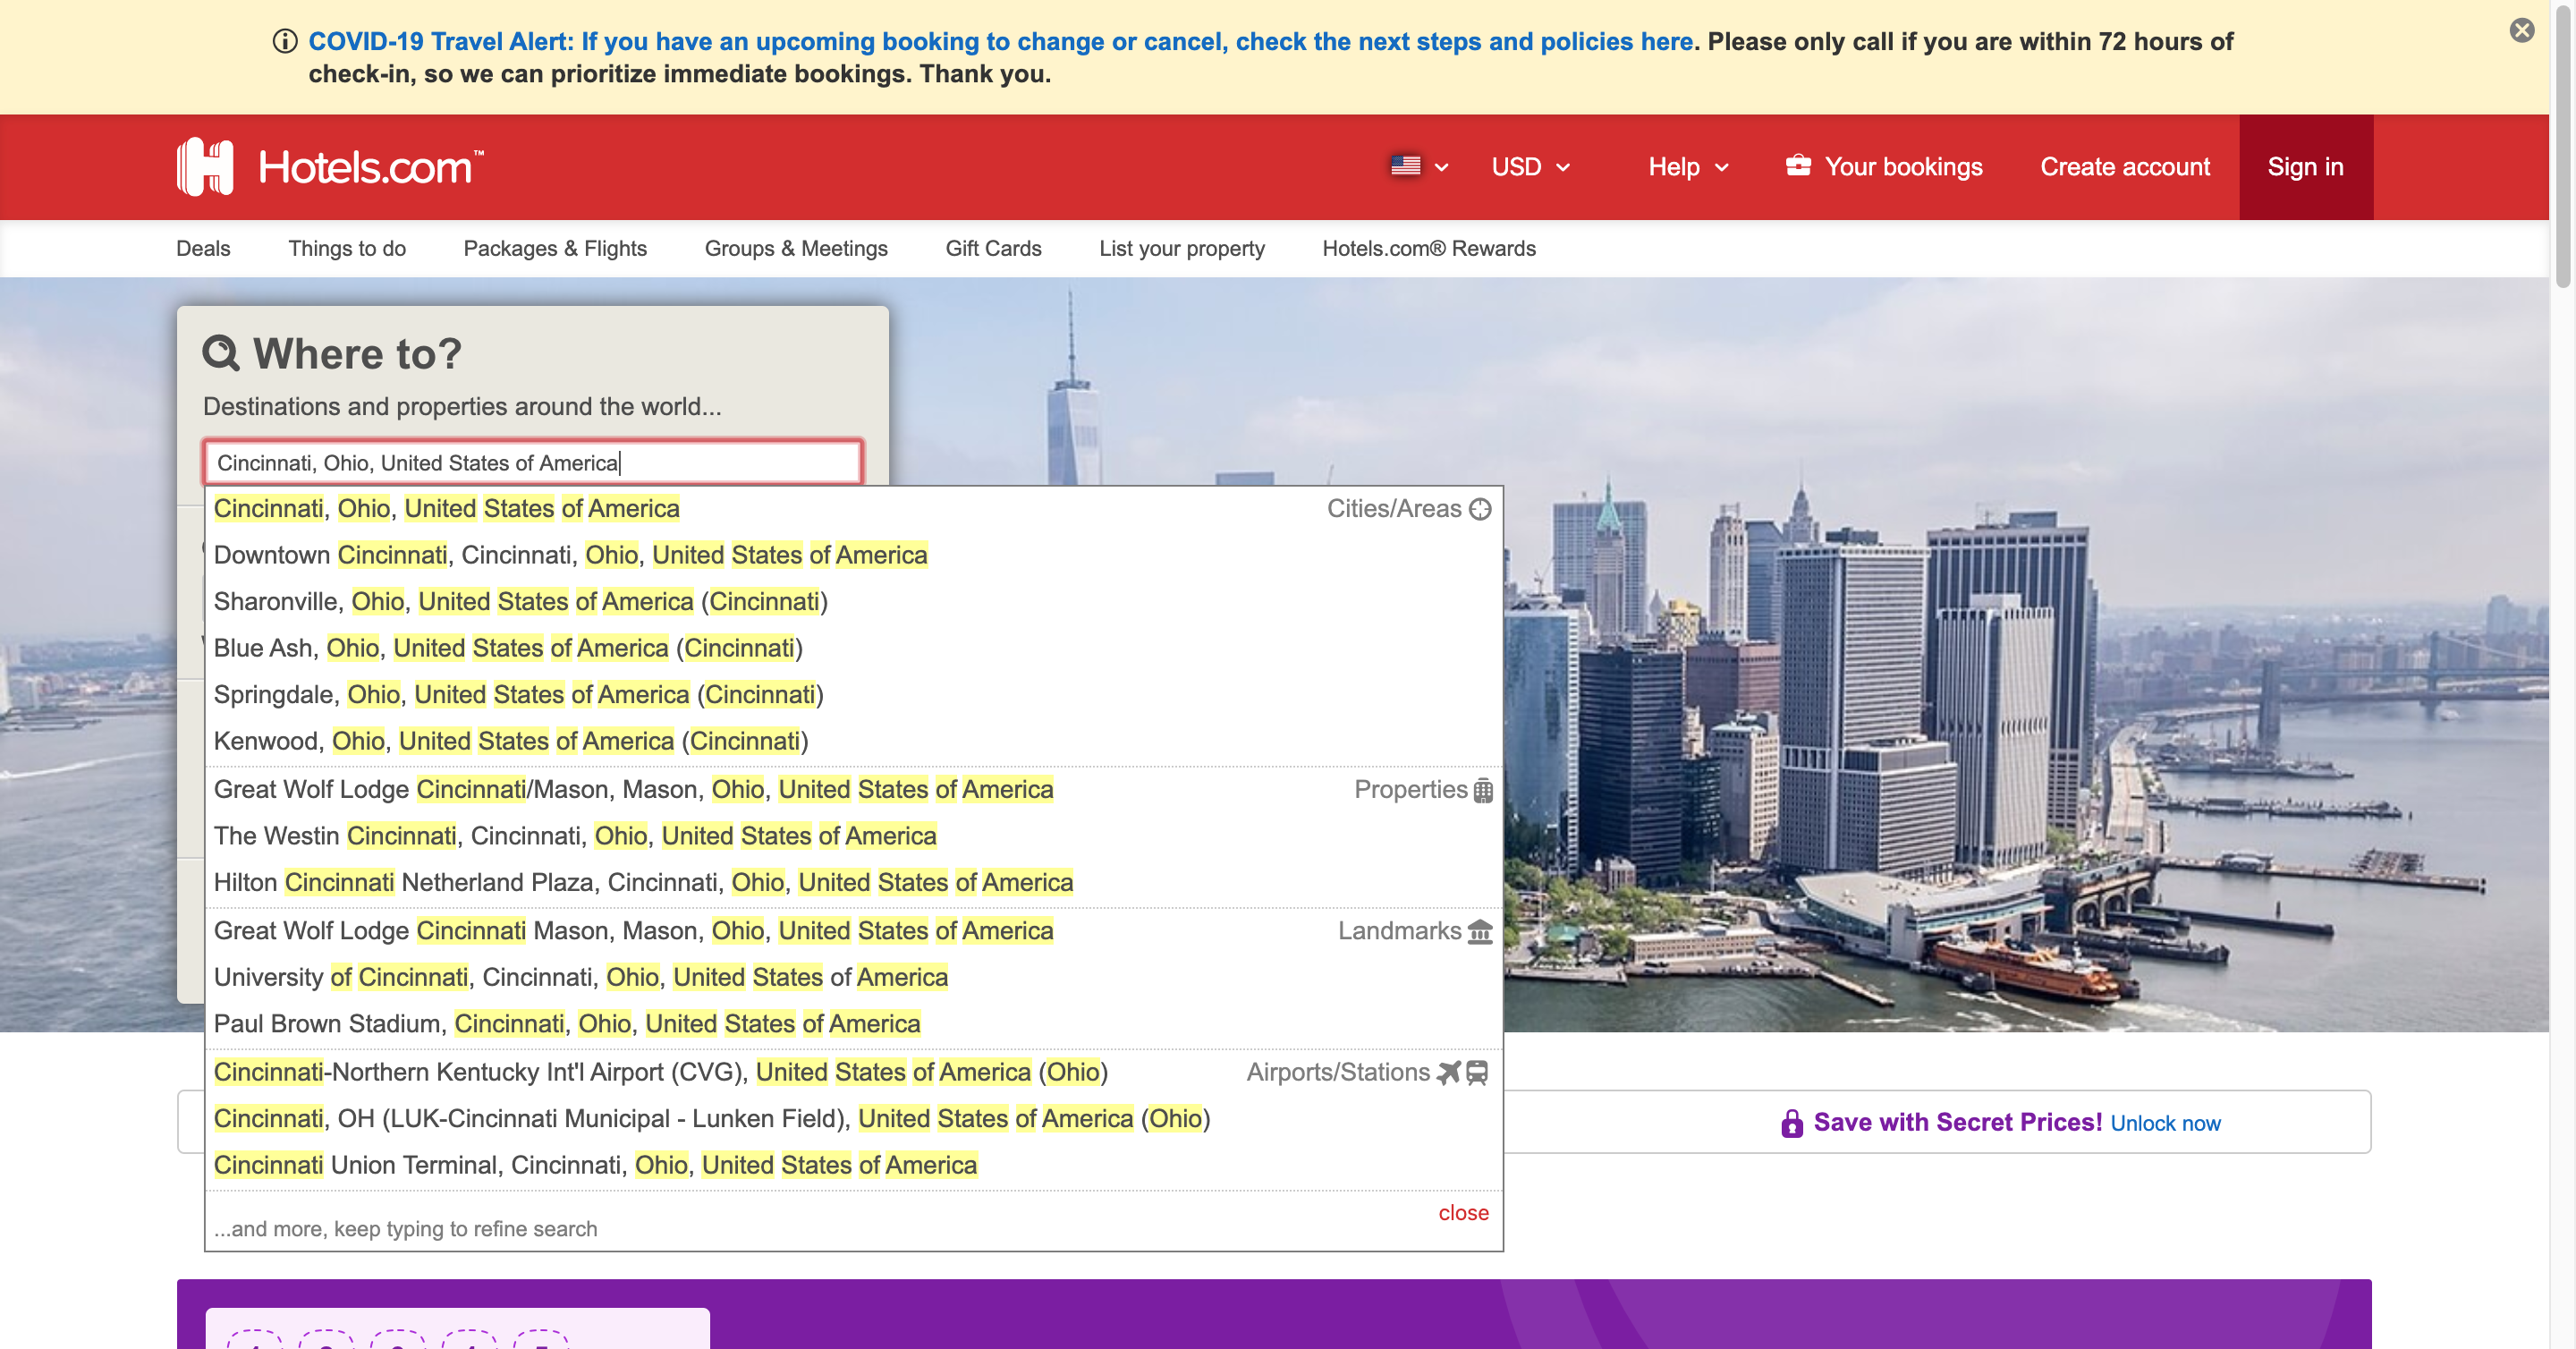 COVID-19 Travel Alert: If you have an upcoming booking to change or cancel, check the next steps and policies here. Please only call if you are within 72 hours of
check-in, so we can prioritize immediate bookings. Thank you.
Hotels.com™
USD
Help
Your bookings
Create account
Sign in
Deals
Things to do
Packages & Flights
Groups & Meetings
Gift Cards
List your property
Hotels.com® Rewards
Where to?
Destinations and properties around the world...
Cincinnati, Ohio, United States of America
Cincinnati, Ohio, United States of America
Cities/Areas
Downtown Cincinnati, Cincinnati, Ohio, United States of America
Sharonville, Ohio, United States of America (Cincinnati)
Blue Ash, Ohio, United States of America (Cincinnati)
Springdale, Ohio, United States of America (Cincinnati)
Kenwood, Ohio, United States of America (Cincinnati)
Great Wolf Lodge Cincinnati/Mason, Mason, Ohio, United States of America
Properties
The Westin Cincinnati, Cincinnati, Ohio, United States of America
Hilton Cincinnati Netherland Plaza, Cincinnati, Ohio, United States of America
Great Wolf Lodge Cincinnati Mason, Mason, Ohio, United States of America
Landmarks
University of Cincinnati, Cincinnati, Ohio, United States of America
Paul Brown Stadium, Cincinnati, Ohio, United States of America
Cincinnati-Northern Kentucky Int'l Airport (CVG), United States of America (Ohio)
Airports/Stations
Cincinnati, OH (LUK-Cincinnati Municipal - Lunken Field), United States of America (Ohio)
Cincinnati Union Terminal, Cincinnati, Ohio, United States of America
...and more, keep typing to refine search
close
Save with Secret Prices! Unlock now